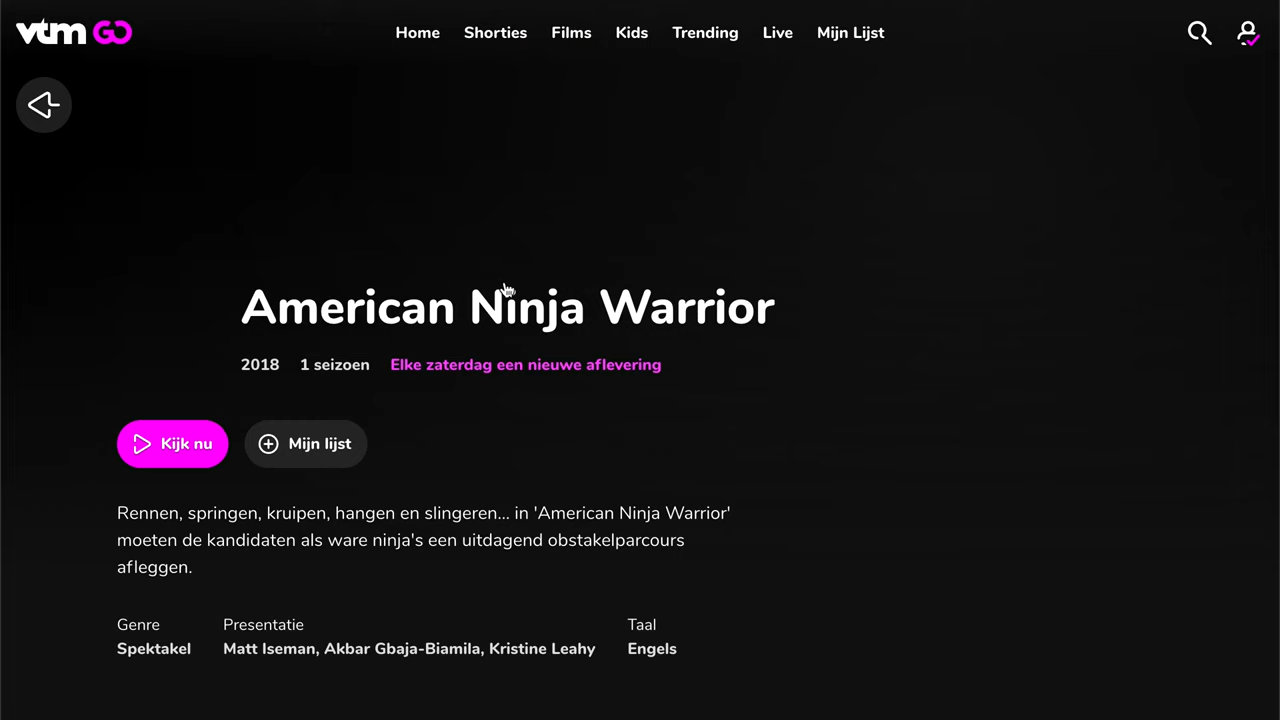 vtm GO
Home Shorties Films Kids Trending Live Mijn Lijst
American Ninja Warrior
2018 1 seizoen Elke zaterdag een nieuwe aflevering
Kijk nu Mijn lijst
Rennen, springen, kruipen, hangen en slingeren... in 'American Ninja Warrior'
moeten de kandidaten als ware ninja's een uitdagend obstakelparcours
afleggen.
Genre Presentatie Taal
Spektakel Matt Iseman, Akbar Gbaja-Biamila, Kristine Leahy Engels